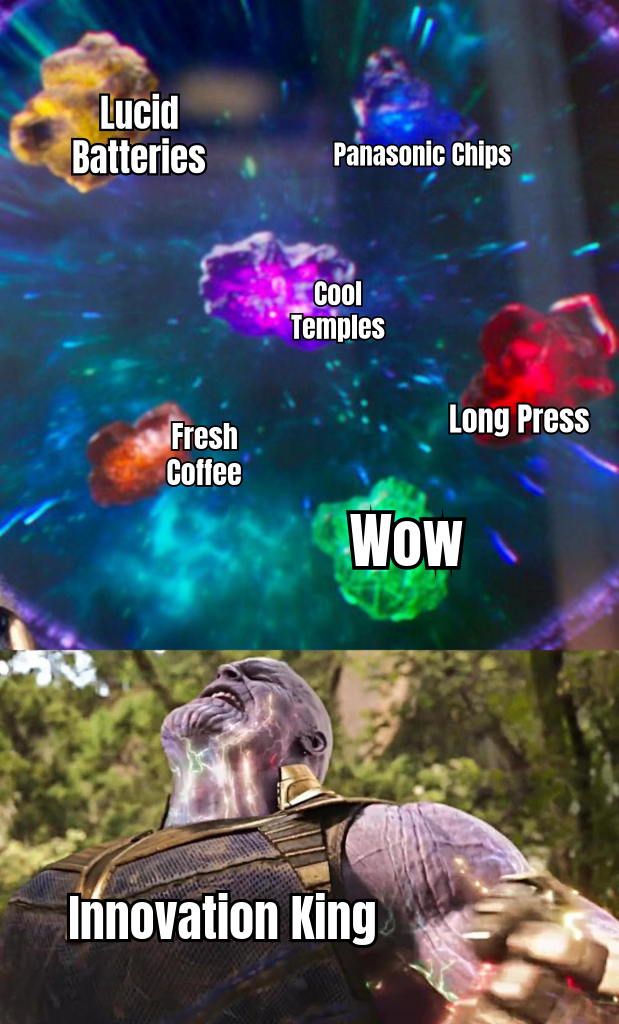 Lucid
Batteries
Panasonic Chips
Cool
Temples
Long Press
Fresh
Coffee
Wow
Innovation King